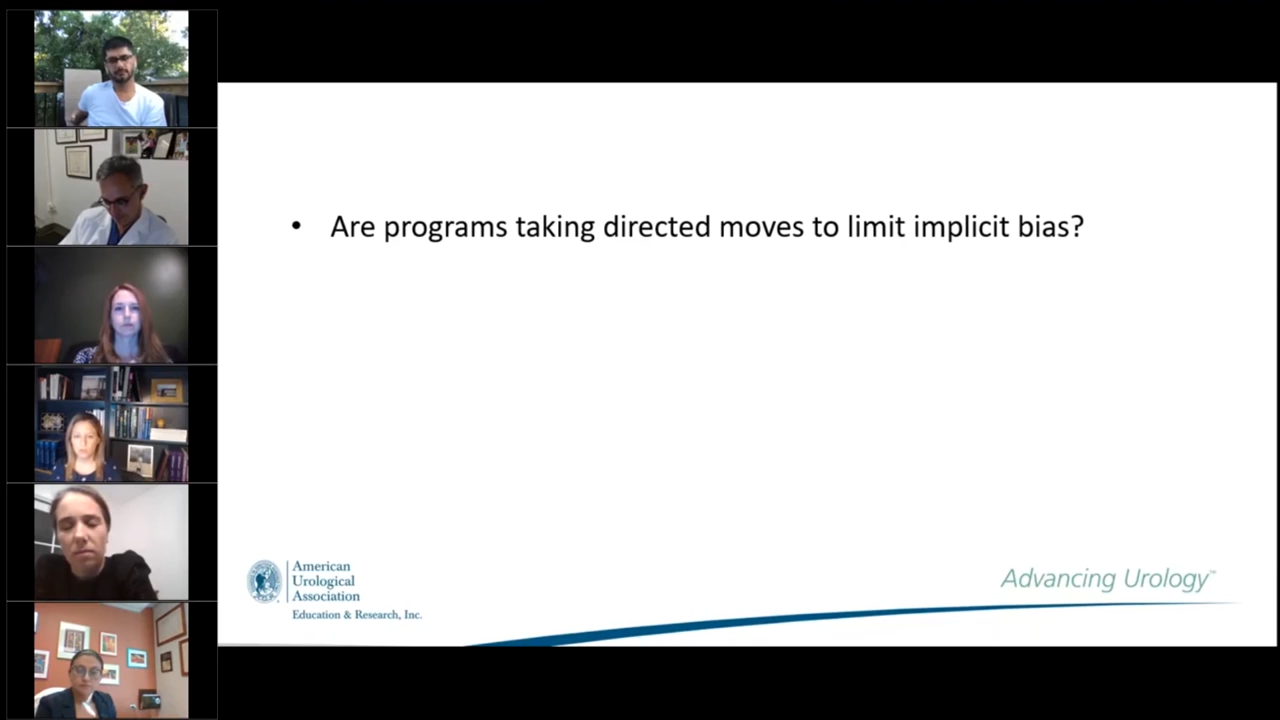 • Are programs taking directed moves to limit implicit bias?
American
Urological
Association
Education & Research, Inc.
Advancing Urology™